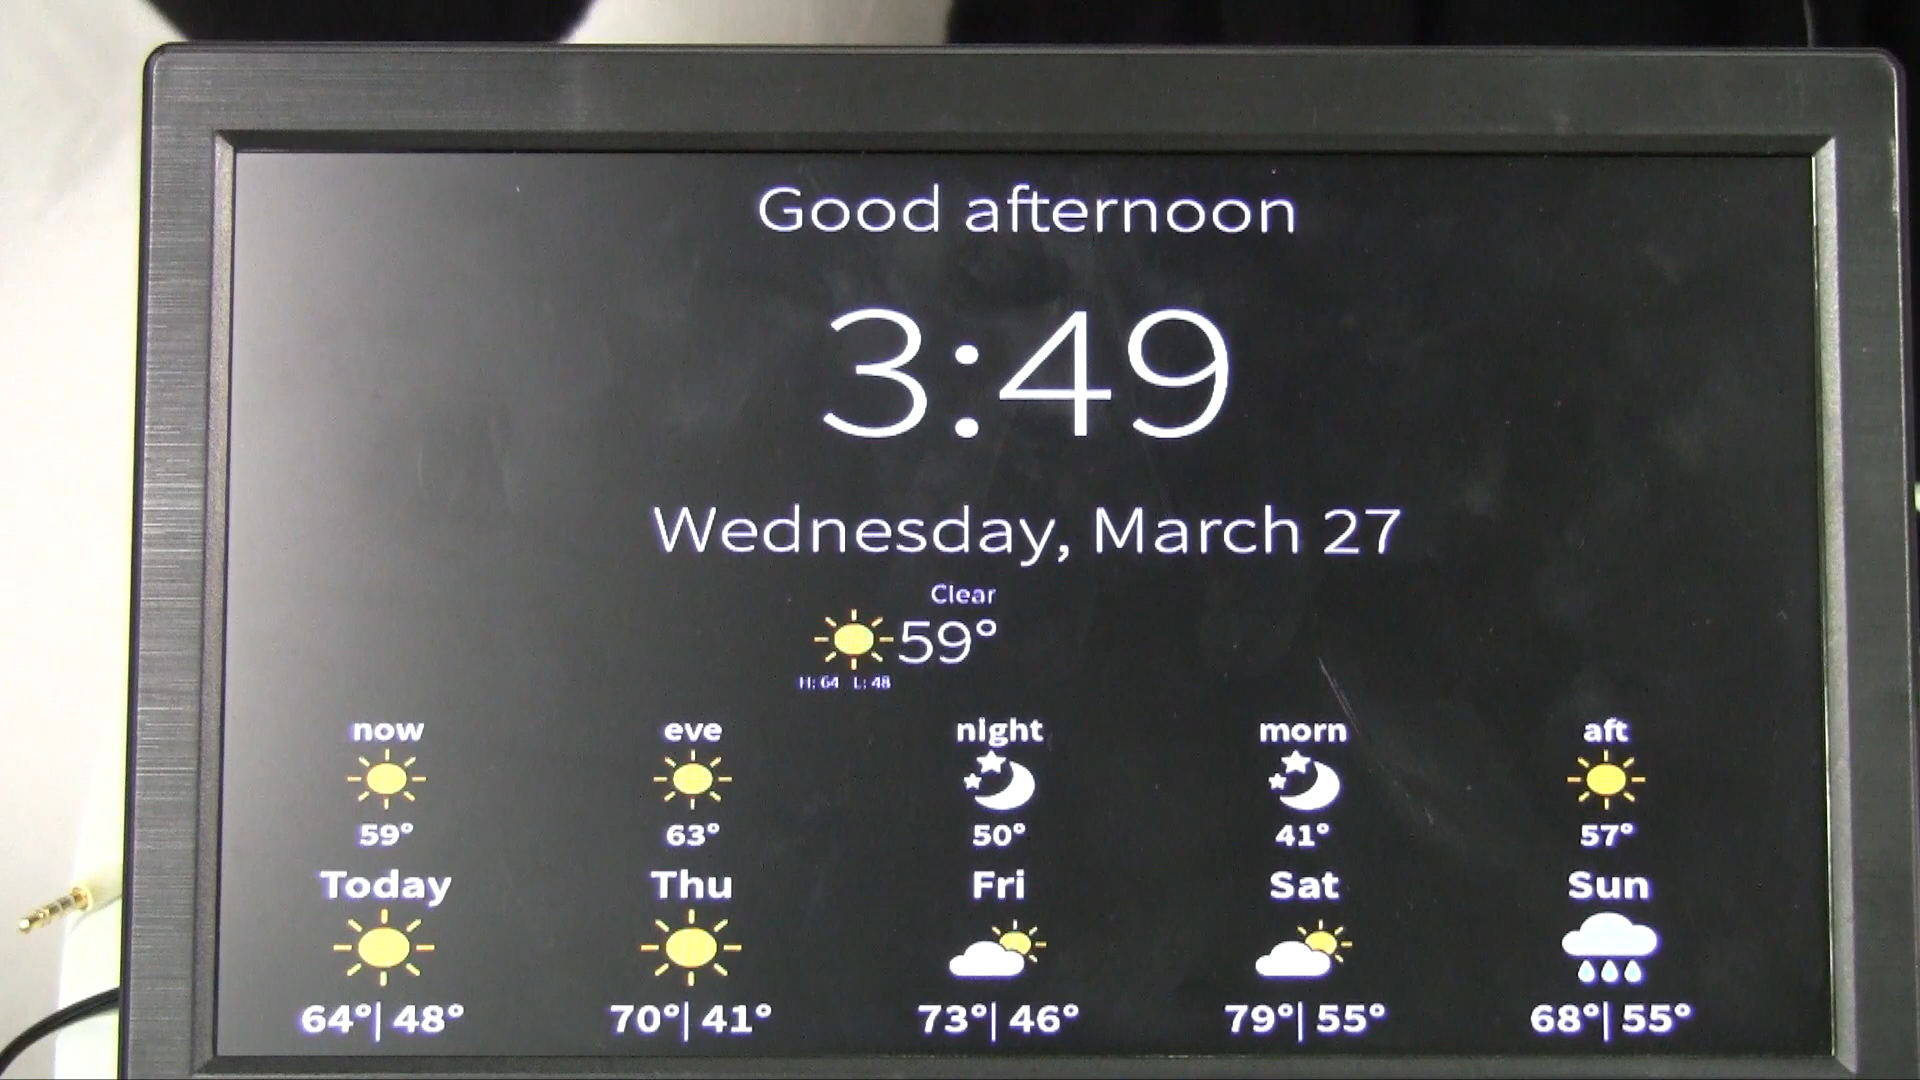 Good afternoon
3:49
Wednesday, March 27
Clear
59°
H: 64 L: 48
now eve night morn aft
59° 63° 50° 41° 57°
Today Thu Fri Sat Sun
64°| 48° 70°| 41° 73°| 46° 79°| 55° 68°| 55°